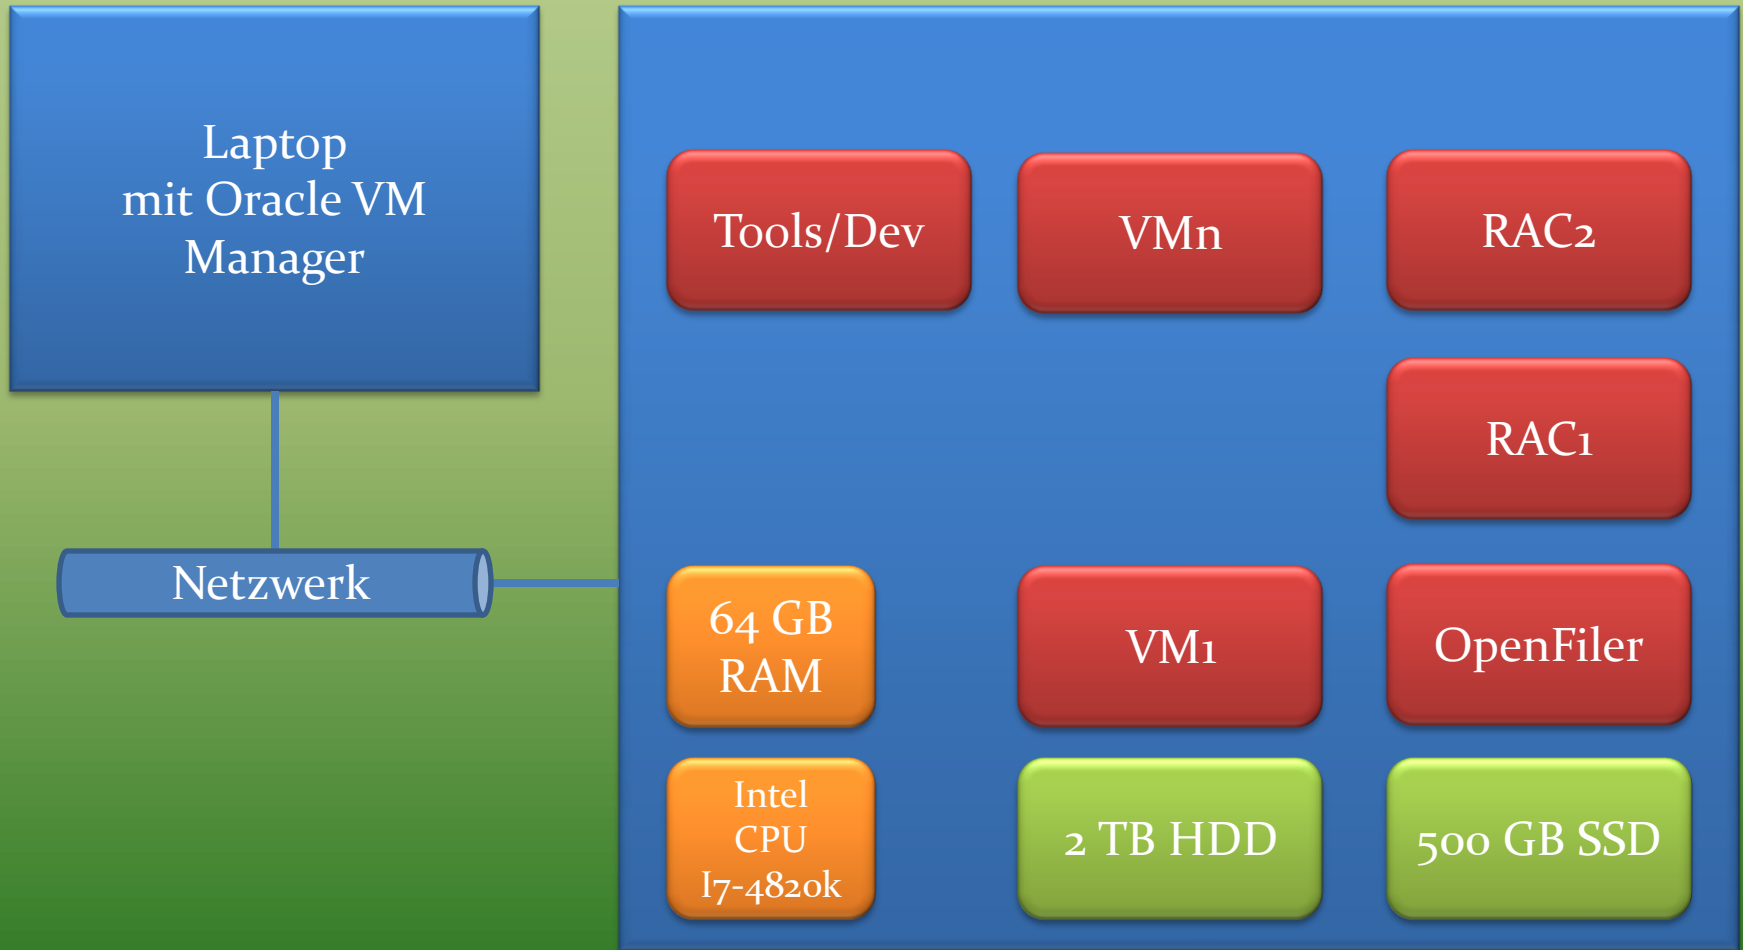 Laptop
mit Oracle VM
Manager
Netzwerk
Tools/Dev
VMn
RAC2
RAC1
64 GB
RAM
VM1
OpenFiler
Intel
CPU
I7-4820k
2 TB HDD
500 GB SSD